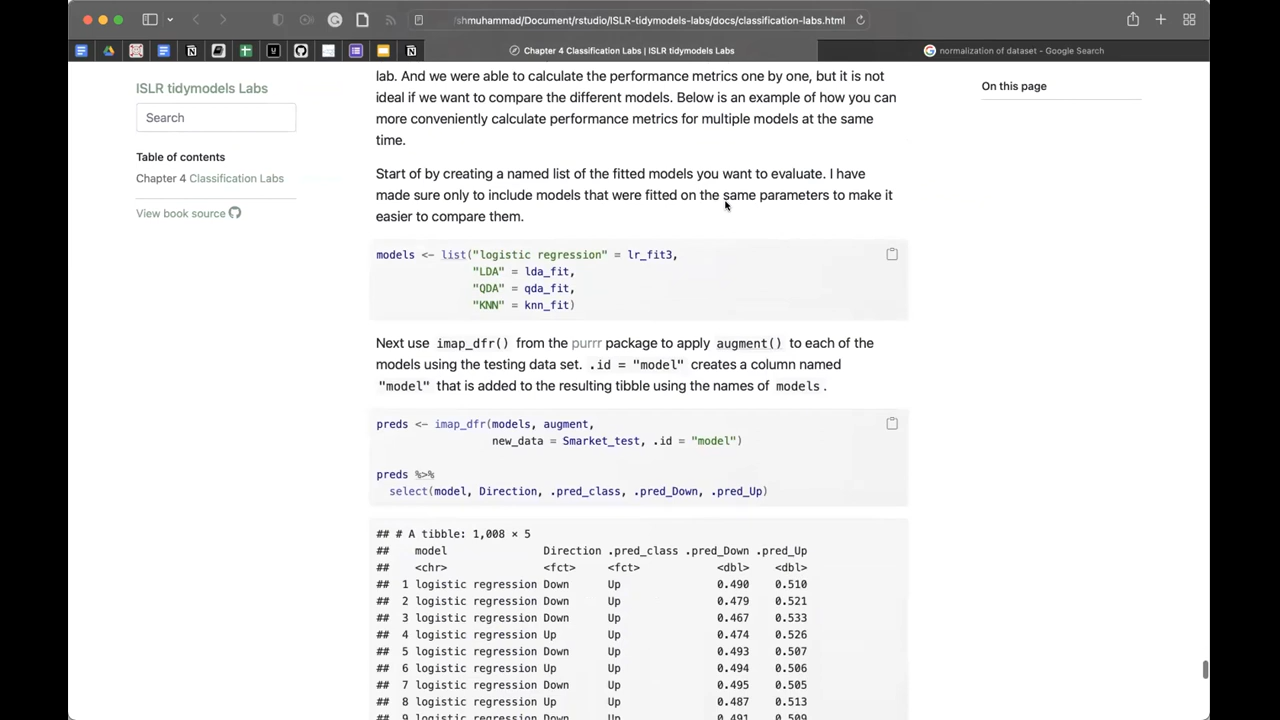 /shmuhammad/Document/rstudio/ISLR-tidymodels-labs/docs/classification-labs.html
Chapter 4 Classification Labs | ISLR tidymodels Labs
normalization of dataset - Google Search
ISLR tidymodels Labs
Search
Table of contents
Chapter 4 Classification Labs
View book source
lab. And we were able to calculate the performance metrics one by one, but it is not
ideal if we want to compare the different models. Below is an example of how you can
more conveniently calculate performance metrics for multiple models at the same
time.
Start of by creating a named list of the fitted models you want to evaluate. I have
made sure only to include models that were fitted on the same parameters to make it
easier to compare them.
models <- list("logistic regression" = lr_fit3,
"LDA" = lda_fit,
"QDA" = qda_fit,
"KNN" = knn_fit)
Next use imap_dfr() from the purrr package to apply augment() to each of the
models using the testing data set. .id = "model" creates a column named
"model" that is added to the resulting tibble using the names of models.
preds <- imap_dfr(models, augment,
new_data = Smarket_test, .id = "model")
preds %>%
select(model, Direction, .pred_class, .pred_Down, .pred_Up)
## # A tibble: 1,008 × 5
## model Direction .pred_class .pred_Down .pred_Up
## <chr> <fct> <fct> <dbl> <dbl>
## 1 logistic regression Down Up 0.490 0.510
## 2 logistic regression Down Up 0.479 0.521
## 3 logistic regression Down Up 0.467 0.533
## 4 logistic regression Up Up 0.474 0.526
## 5 logistic regression Down Up 0.493 0.507
## 6 logistic regression Up Up 0.494 0.506
## 7 logistic regression Down Up 0.495 0.505
## 8 logistic regression Up Up 0.487 0.513
## 9 logistic regression Down Up 0.491 0.509
On this page